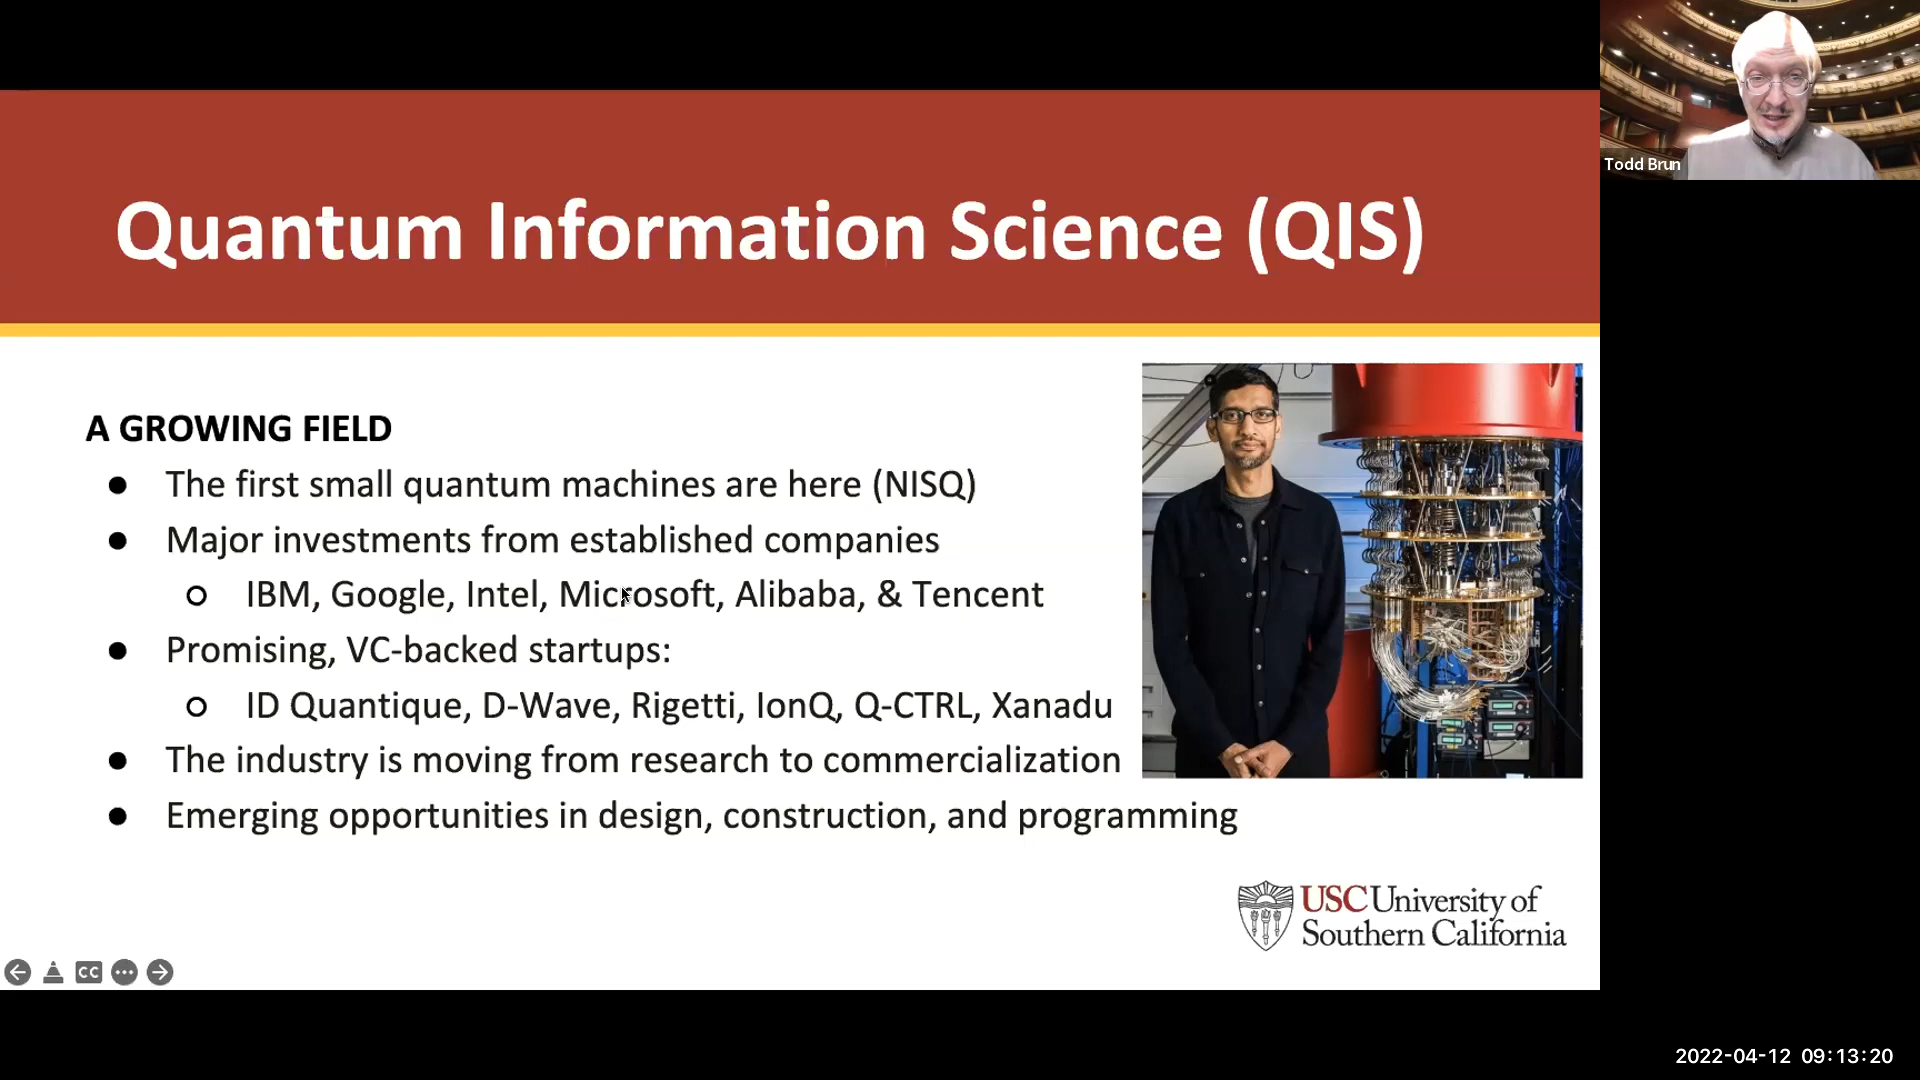 Quantum Information Science (QIS)
A GROWING FIELD
● The first small quantum machines are here (NISQ)
● Major investments from established companies
○ IBM, Google, Intel, Microsoft, Alibaba, & Tencent
● Promising, VC-backed startups:
○ ID Quantique, D-Wave, Rigetti, IonQ, Q-CTRL, Xanadu
● The industry is moving from research to commercialization
● Emerging opportunities in design, construction, and programming
USC University of
Southern California
CC
Todd Brun
2022-04-12 09:13:20